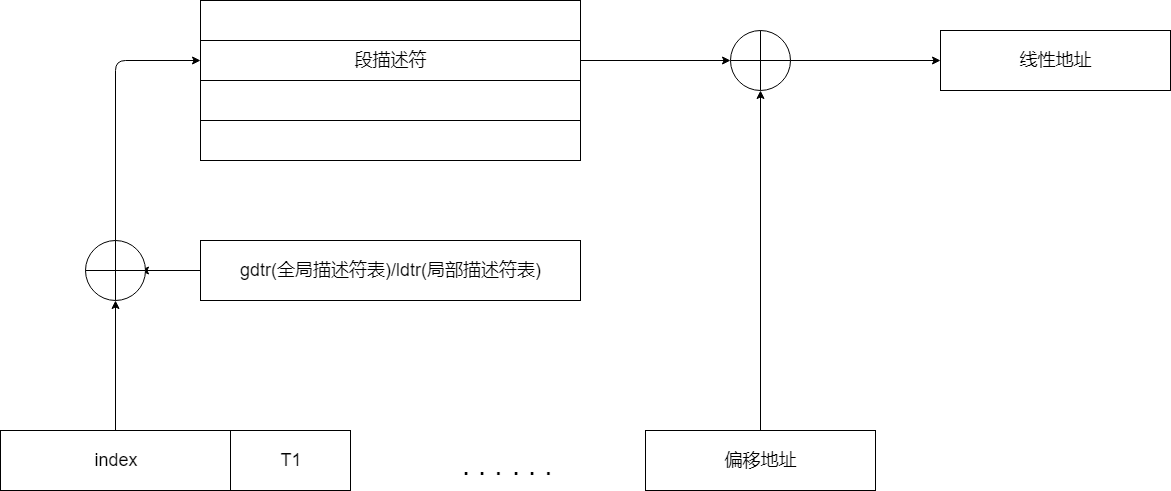 段描述符
线性地址
gdtr(全局描述符表)/ldtr(局部描述符表)
index
T1
......
偏移地址